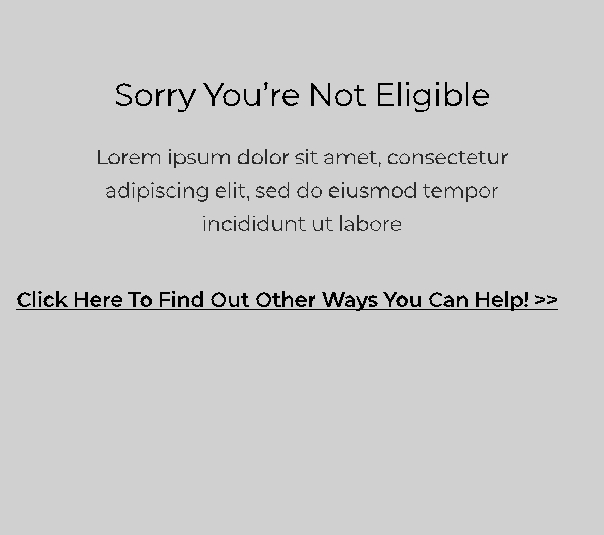 Sorry You’re Not Eligible
Lorem ipsum dolor sit amet, consectetur
adipiscing elit, sed do eiusmod tempor
incididunt ut labore
Click Here To Find Out Other Ways You Can Help! >>